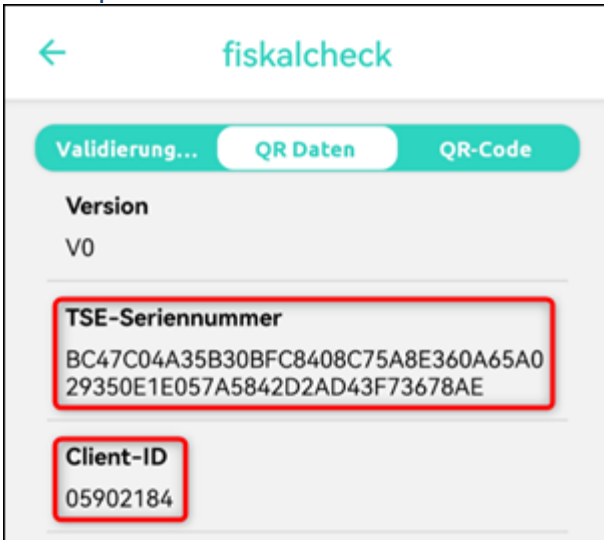 fiskalcheck
Validierung... QR Daten QR-Code
Version
V0
TSE-Seriennummer
BC47C04A35B30BFC8408C75A8E360A65A0
29350E1E057A5842D2AD43F73678AE
Client-ID
05902184